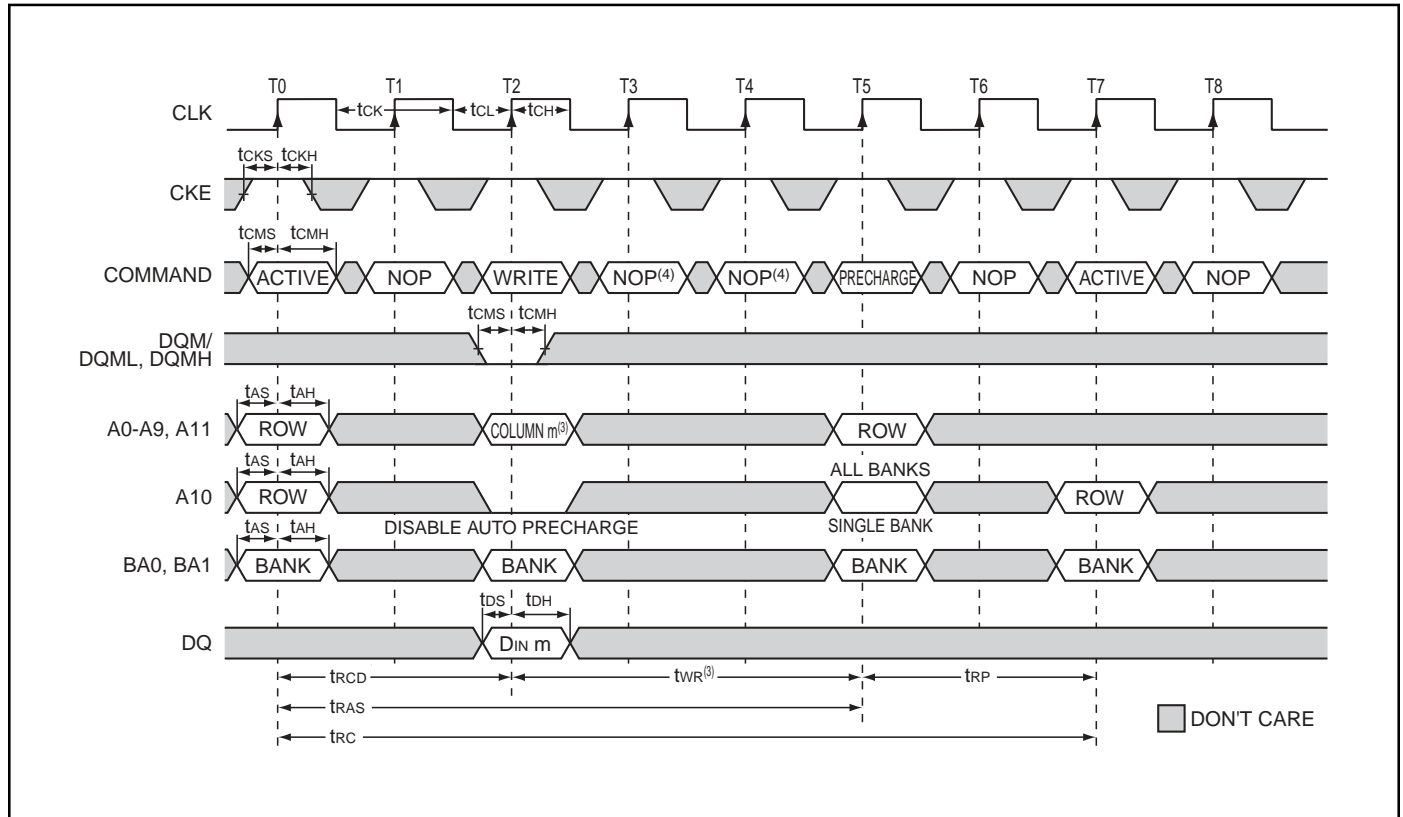 T0 T1 T2 T3 T4 T5 T6 T7 T8
CLK tCK tCL tCH
tCKS tCKH
CKE
tCMS tCMH
COMMAND ACTIVE NOP WRITE NOP(4) NOP(4) PRECHARGE NOP ACTIVE NOP
tCMS tCMH
DQM/
DQML, DQMH
tAS tAH
A0-A9, A11 ROW COLUMN m(3) ROW
tAS tAH ALL BANKS
A10 ROW ROW
DISABLE AUTO PRECHARGE SINGLE BANK
tAS tAH
BA0, BA1 BANK BANK BANK BANK
tDS tDH
DQ DIN m
tRCD tWR(3) tRP
tRAS
DON'T CARE
tRC